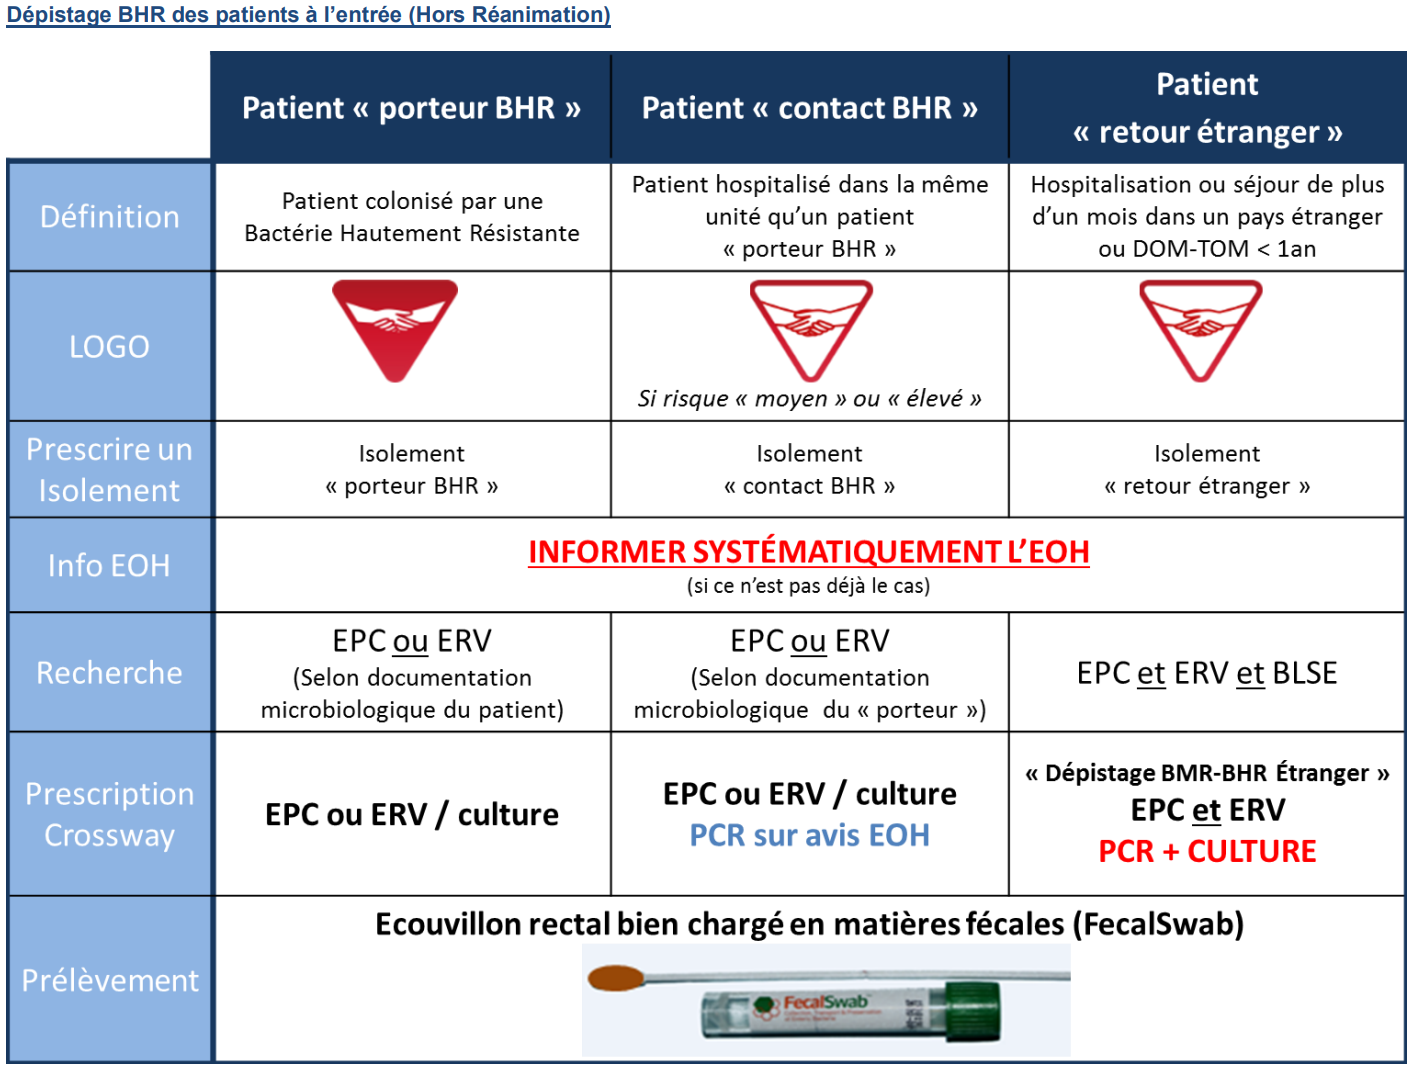 Dépistage BHR des patients à l’entrée (Hors Réanimation)
Patient « porteur BHR »
Patient « contact BHR »
Patient
« retour étranger »
Définition
Patient colonisé par une
Bactérie Hautement Résistante
Patient hospitalisé dans la même
unité qu’un patient
« porteur BHR »
Hospitalisation ou séjour de plus
d’un mois dans un pays étranger
ou DOM-TOM < 1an
LOGO
Si risque « moyen » ou « élevé »
Prescrire un
Isolement
Isolement
« porteur BHR »
Isolement
« contact BHR »
Isolement
« retour étranger »
Info EOH
INFORMER SYSTÉMATIQUEMENT L’EOH
(si ce n’est pas déjà le cas)
Recherche
EPC ou ERV
(Selon documentation
microbiologique du patient)
EPC ou ERV
(Selon documentation
microbiologique du « porteur »)
EPC et ERV et BLSE
Prescription
Crossway
EPC ou ERV / culture
EPC ou ERV / culture
PCR sur avis EOH
« Dépistage BMR-BHR Étranger »
EPC et ERV
PCR + CULTURE
Prélèvement
Ecouvillon rectal bien chargé en matières fécales (FecalSwab)
FecalSwab